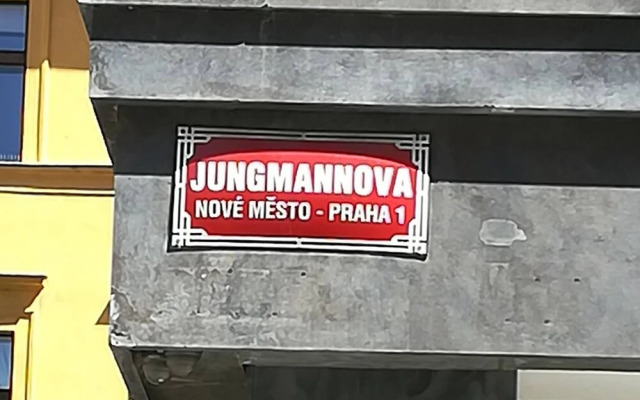 JUNGMANNOVA
NOVÉ MĚSTO - PRAHA 1